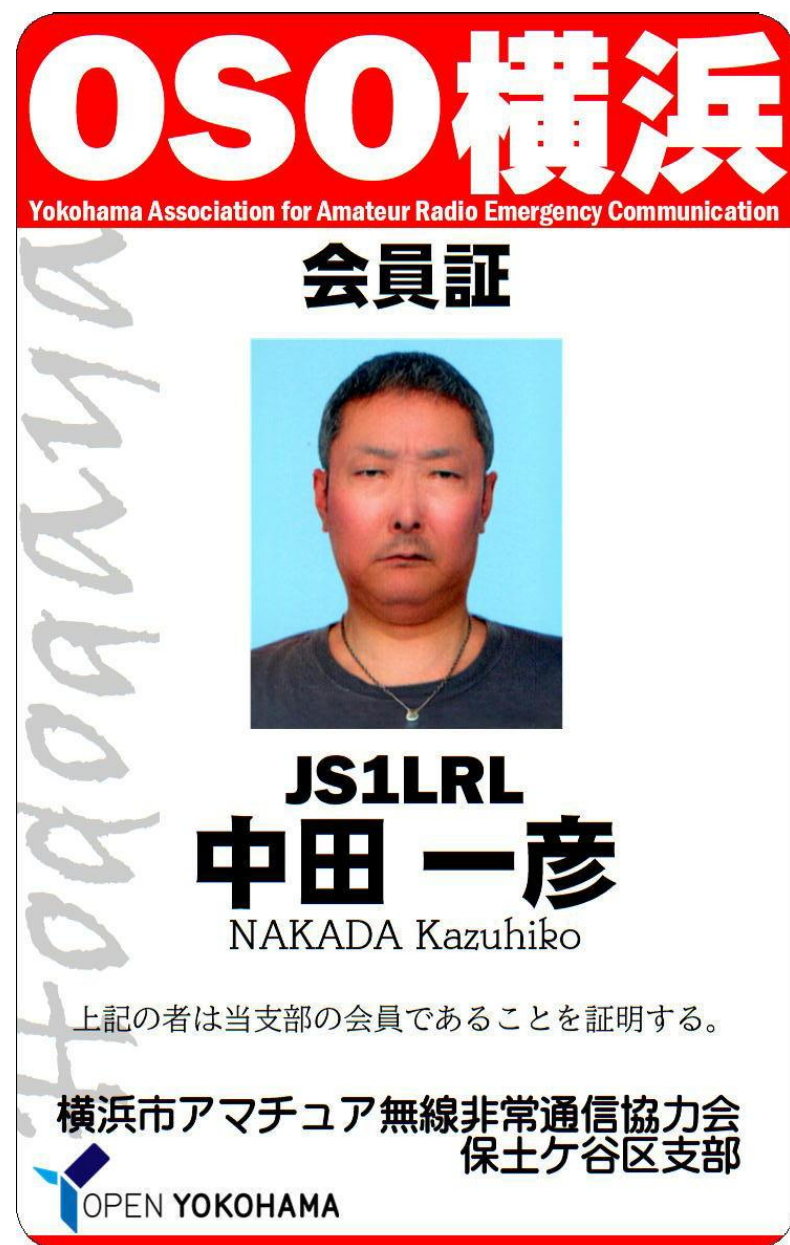 OSO横浜
Yokohama Association for Amateur Radio Emergency Communication
会員証
Hodogaya
JS1LRL
中田 一彦
NAKADA Kazuhiko
上記の者は当支部の会員であることを証明する。
横浜市アマチュア無線非常通信協力会
保土ケ谷区支部
OPEN YOKOHAMA